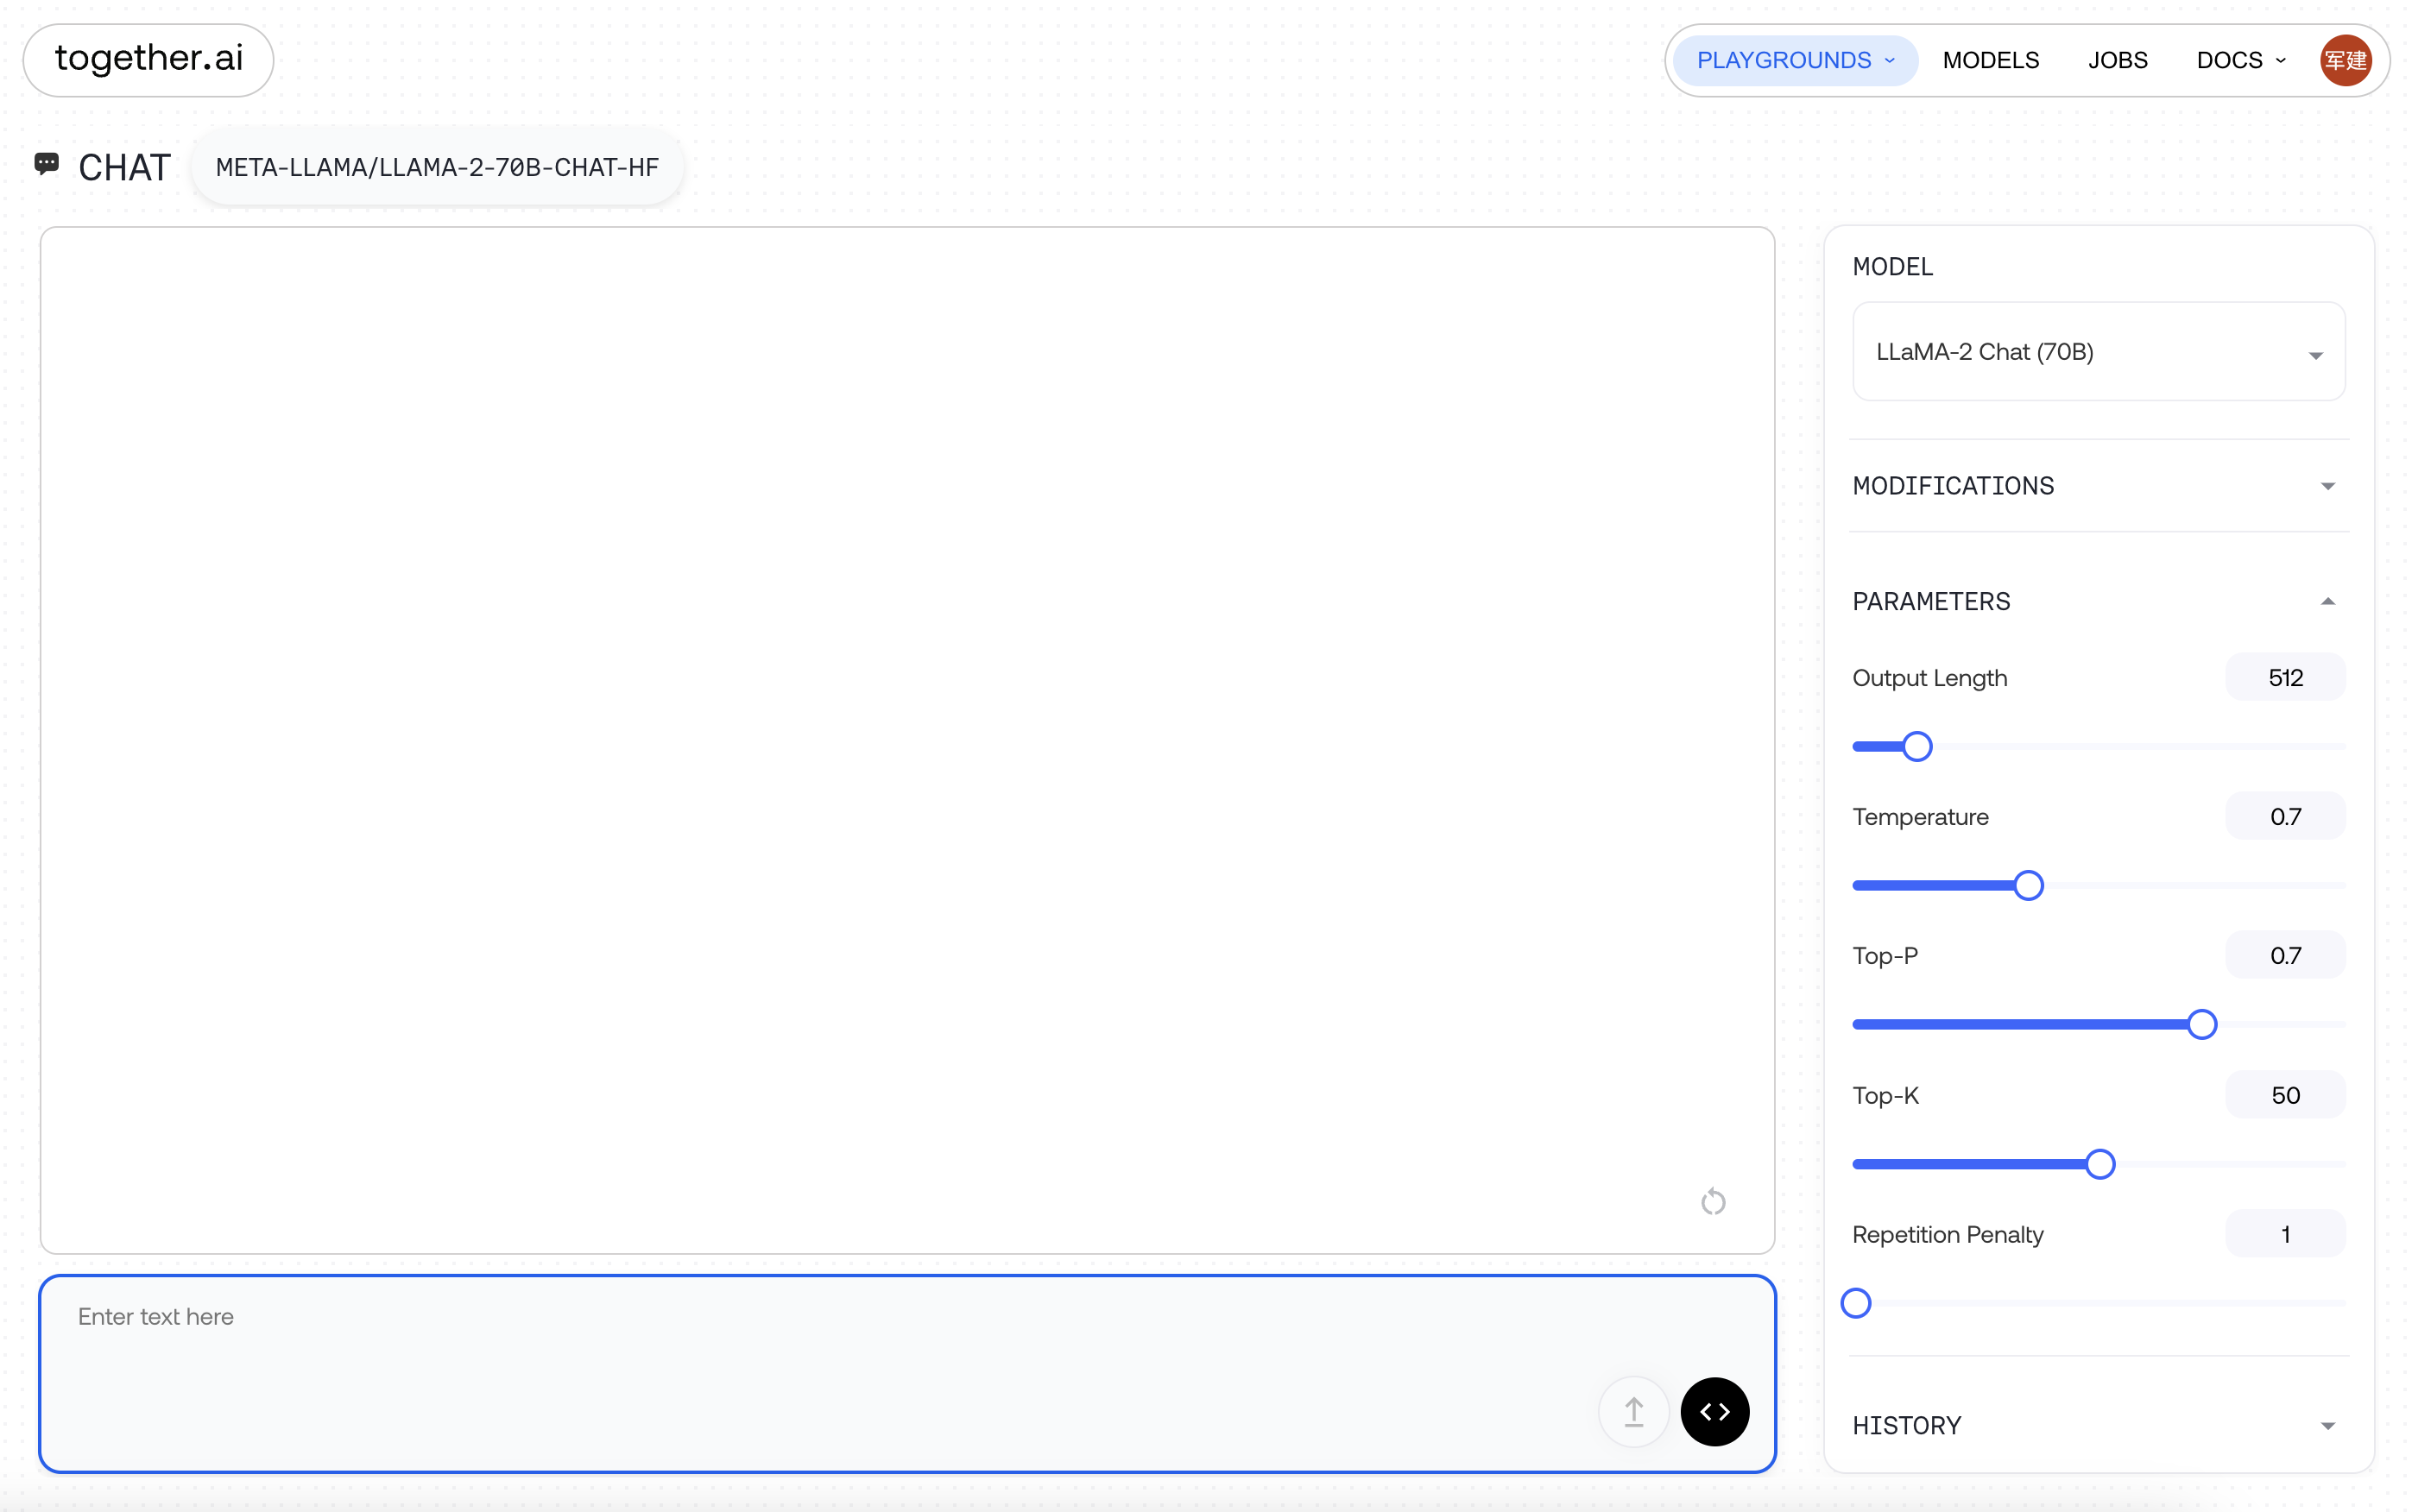 together.ai
PLAYGROUNDS MODELS JOBS DOCS 军建
CHAT META-LLAMA/LLAMA-2-70B-CHAT-HF
MODEL
LLaMA-2 Chat (70B)
MODIFICATIONS
PARAMETERS
Output Length 512
Temperature 0.7
Top-P 0.7
Top-K 50
Repetition Penalty 1
HISTORY
Enter text here